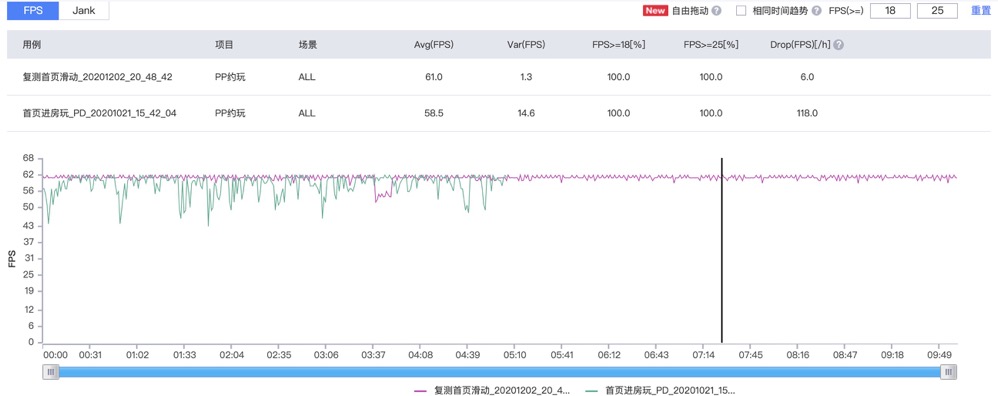 FPS Jank New 自由拖动 ? 相同时间趋势 ? FPS(>=) 18 25 重置
用例 项目 场景 Avg(FPS) Var(FPS) FPS>=18[%] FPS>=25[%] Drop(FPS)[/h] ?
复测首页滑动_20201202_20_48_42 PP约玩 ALL 61.0 1.3 100.0 100.0 6.0
首页进房玩_PD_20201021_15_42_04 PP约玩 ALL 58.5 14.6 100.0 100.0 118.0
68
62
56
50
43
37
31
25
19
12
6
0
FPS
00:00 00:31 01:02 01:33 02:04 02:35 03:06 03:37 04:08 04:39 05:10 05:41 06:12 06:43 07:14 07:45 08:16 08:47 09:18 09:49
复测首页滑动_20201202_20_4... 首页进房玩_PD_20201021_15...